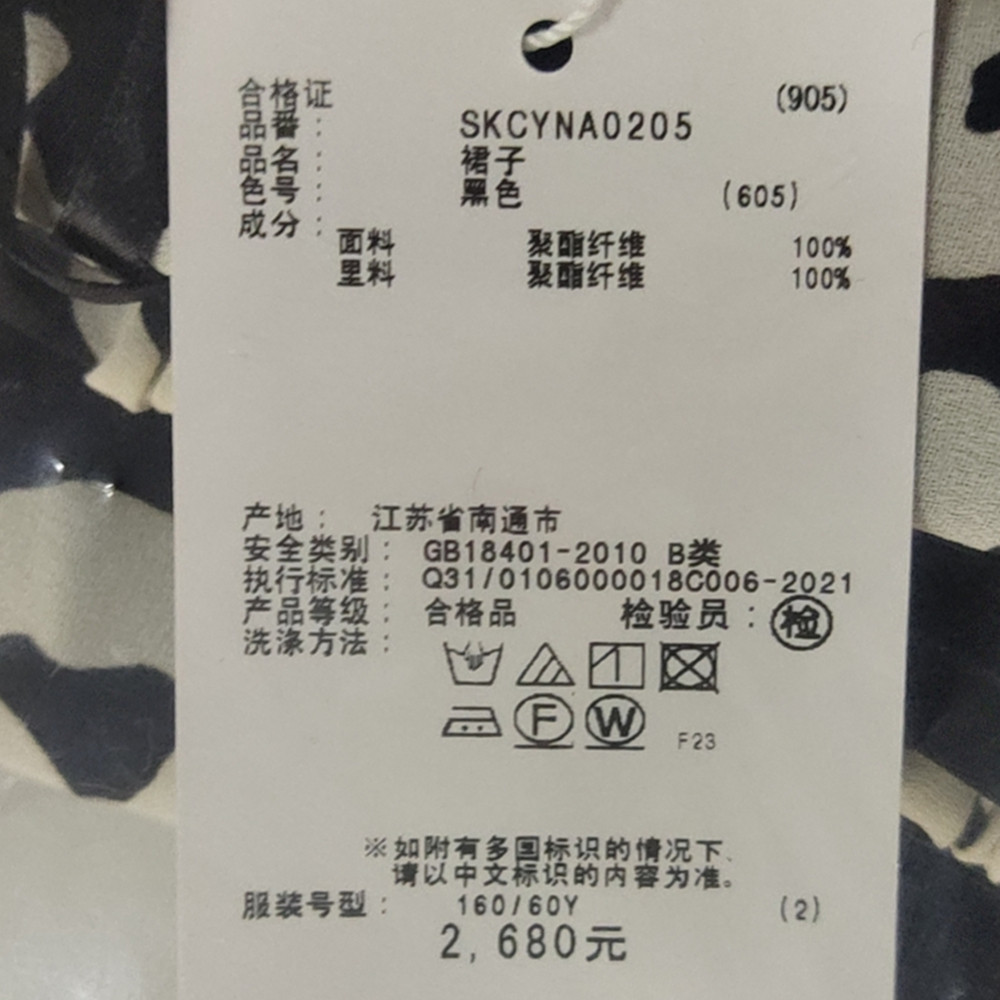 合格证 (905)
品番： SKCYNA0205
品名： 裙子
色号： 黑色 (605)
成分：
面料 聚酯纤维 100%
里料 聚酯纤维 100%
产地： 江苏省南通市
安全类别： GB18401-2010 B类
执行标准： Q31/0106000018C006-2021
产品等级： 合格品 检验员：检
洗涤方法：
F W F23
※如附有多国标识的情况下、
请以中文标识的内容为准。
服装号型： 160/60Y (2)
2,680元